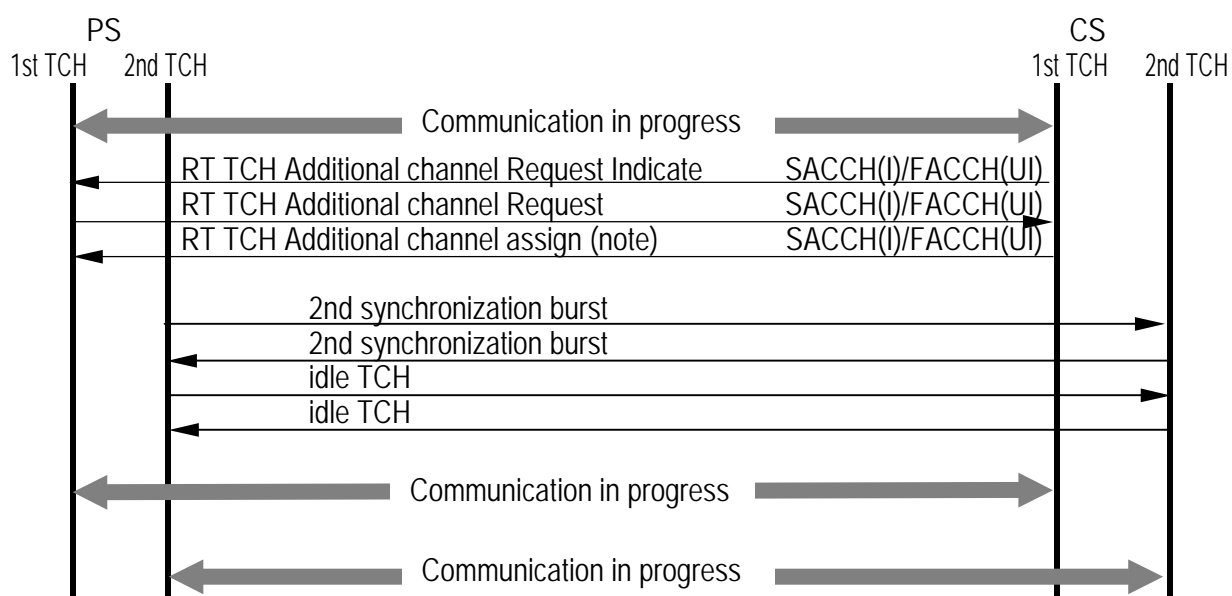 PS CS
1st TCH 2nd TCH 1st TCH 2nd TCH
Communication in progress
RT TCH Additional channel Request Indicate SACCH(I)/FACCH(UI)
RT TCH Additional channel Request SACCH(I)/FACCH(UI)
RT TCH Additional channel assign (note) SACCH(I)/FACCH(UI)
2nd synchronization burst
2nd synchronization burst
idle TCH
idle TCH
Communication in progress
Communication in progress